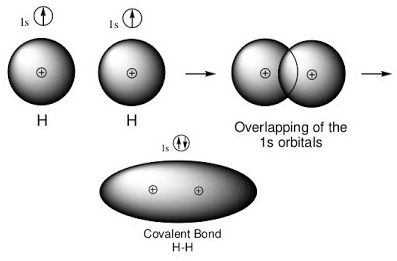 1s
1s
H
H
Overlapping of the
1s orbitals
1s
Covalent Bond
H-H